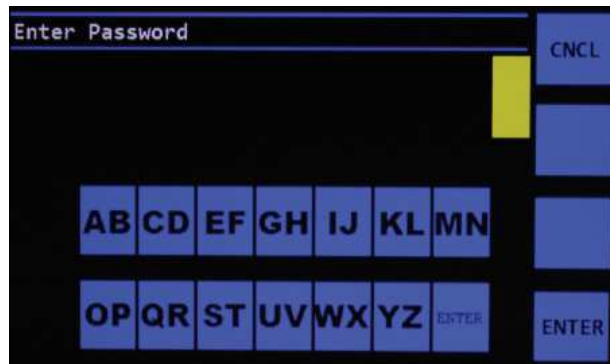 Enter Password
CNCL
AB CD EF GH IJ KL MN
OP QR ST UV WX YZ ENTER
ENTER